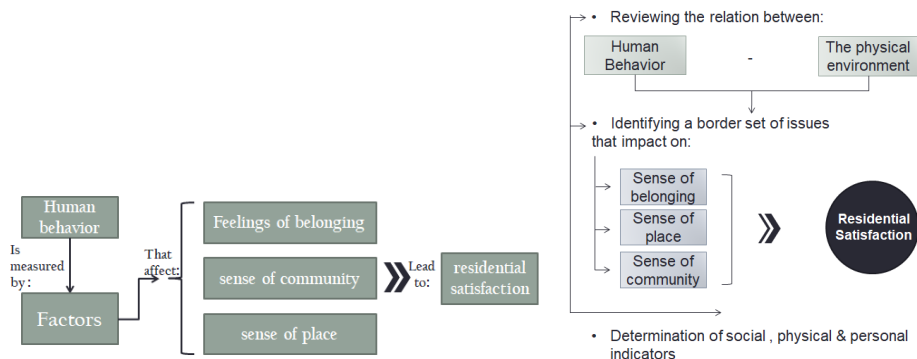 Human
behavior
Is
measured
by:
Factors
That
affect:
Feelings of belonging
sense of community
sense of place
Lead
to:
residential
satisfaction
• Reviewing the relation between:
Human
Behavior
-
The physical
environment
• Identifying a border set of issues
that impact on:
Sense of
belonging
Sense of
place
Sense of
community
Residential
Satisfaction
• Determination of social , physical & personal
indicators